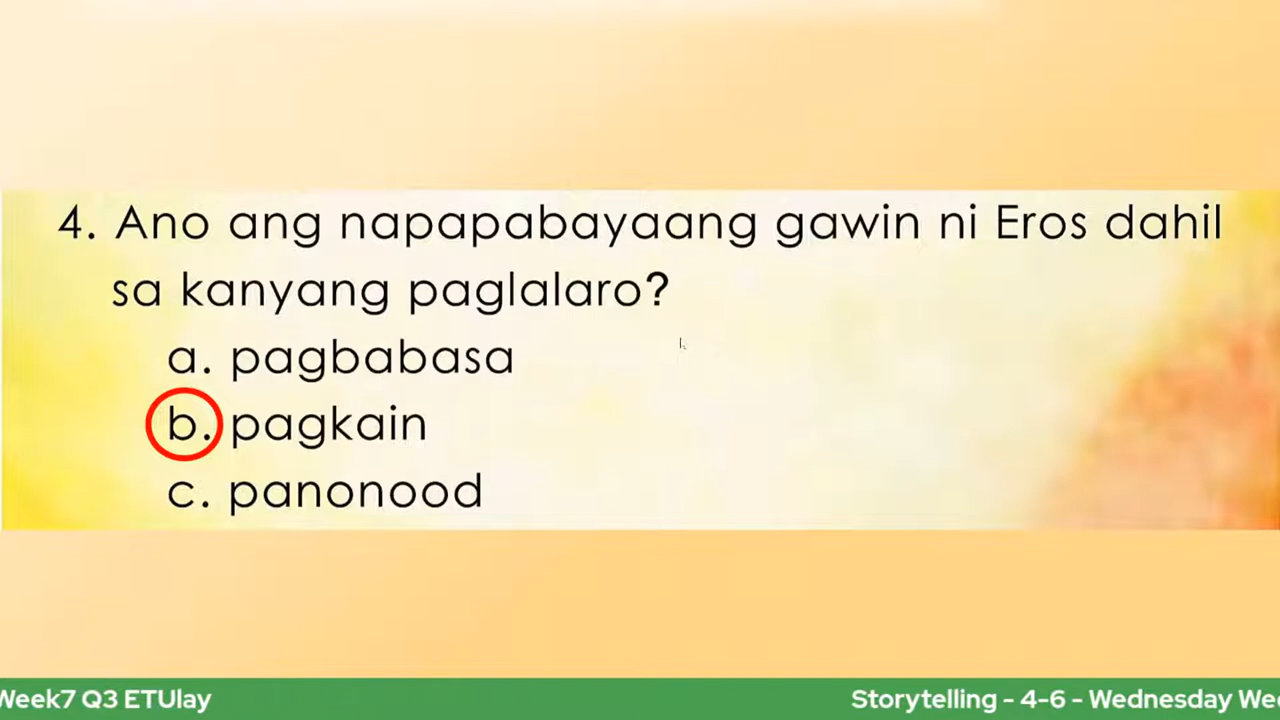 4. Ano ang napapabayaang gawin ni Eros dahil
sa kanyang paglalaro?
a. pagbabasa
b. pagkain
c. panonood
Week7 Q3 ETUlay
Storytelling - 4-6 - Wednesday